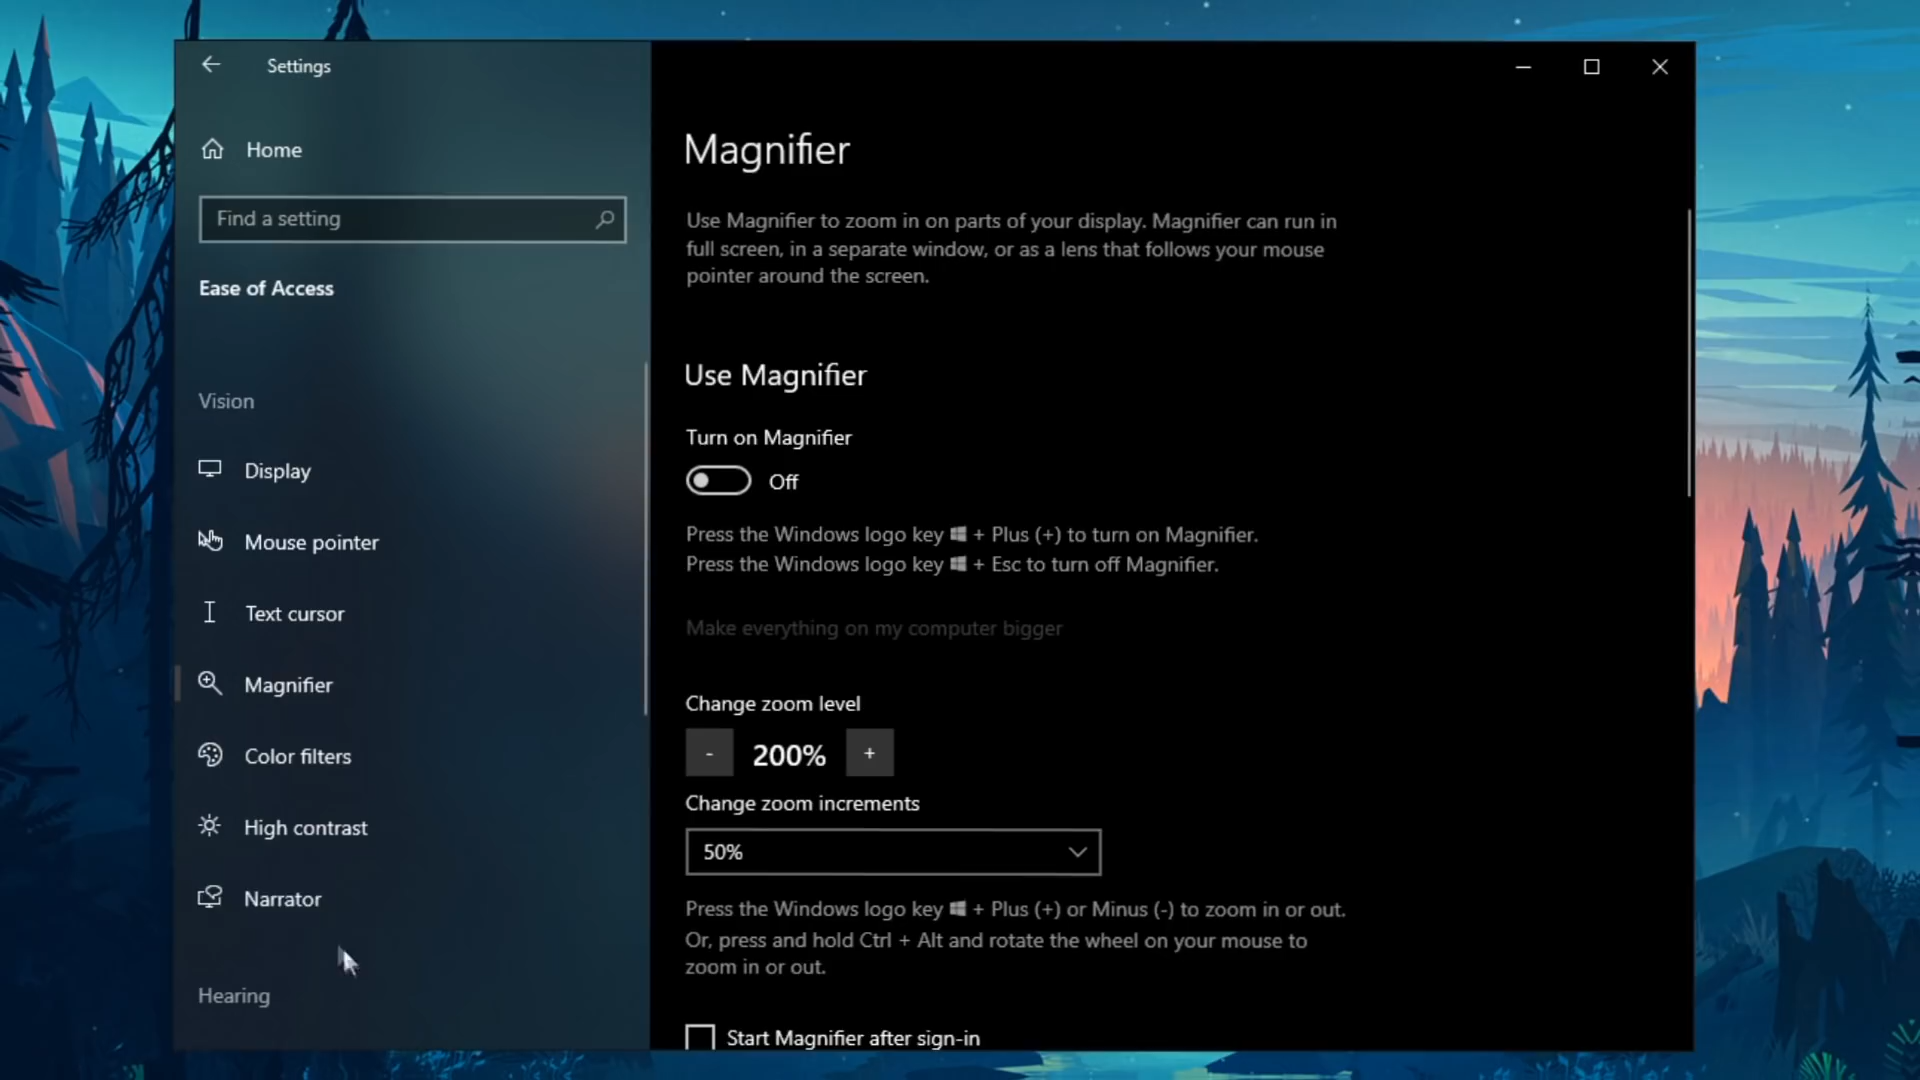 Settings
Home
Find a setting
Ease of Access
Vision
Display
Mouse pointer
Text cursor
Magnifier
Color filters
High contrast
Narrator
Hearing
Magnifier
Use Magnifier to zoom in on parts of your display. Magnifier can run in
full screen, in a separate window, or as a lens that follows your mouse
pointer around the screen.
Use Magnifier
Turn on Magnifier
Off
Press the Windows logo key + Plus (+) to turn on Magnifier.
Press the Windows logo key + Esc to turn off Magnifier.
Make everything on my computer bigger
Change zoom level
- 200% +
Change zoom increments
50%
Press the Windows logo key + Plus (+) or Minus (-) to zoom in or out.
Or, press and hold Ctrl + Alt and rotate the wheel on your mouse to
zoom in or out.
Start Magnifier after sign-in